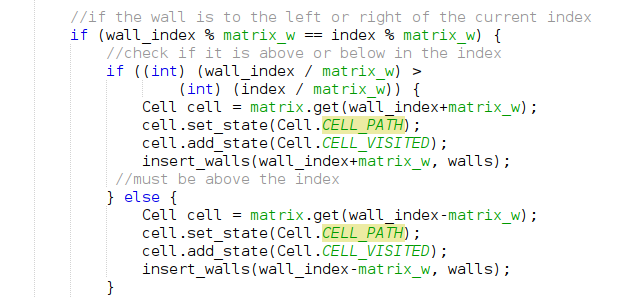 //if the wall is to the left or right of the current index
if (wall_index % matrix_w == index % matrix_w) {
//check if it is above or below in the index
if ((int) (wall_index / matrix_w) >
(int) (index / matrix_w)) {
Cell cell = matrix.get(wall_index+matrix_w);
cell.set_state(Cell.CELL_PATH);
cell.add_state(Cell.CELL_VISITED);
insert_walls(wall_index+matrix_w, walls);
//must be above the index
} else {
Cell cell = matrix.get(wall_index-matrix_w);
cell.set_state(Cell.CELL_PATH);
cell.add_state(Cell.CELL_VISITED);
insert_walls(wall_index-matrix_w, walls);
}